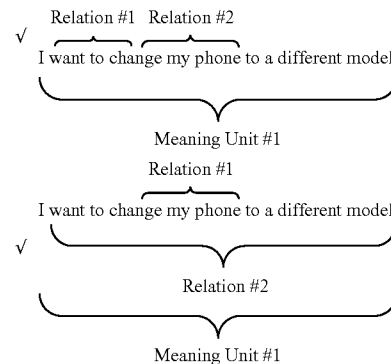 Relation #1 Relation #2
√
I want to change my phone to a different model
Meaning Unit #1
Relation #1
I want to change my phone to a different model
√
Relation #2
Meaning Unit #1